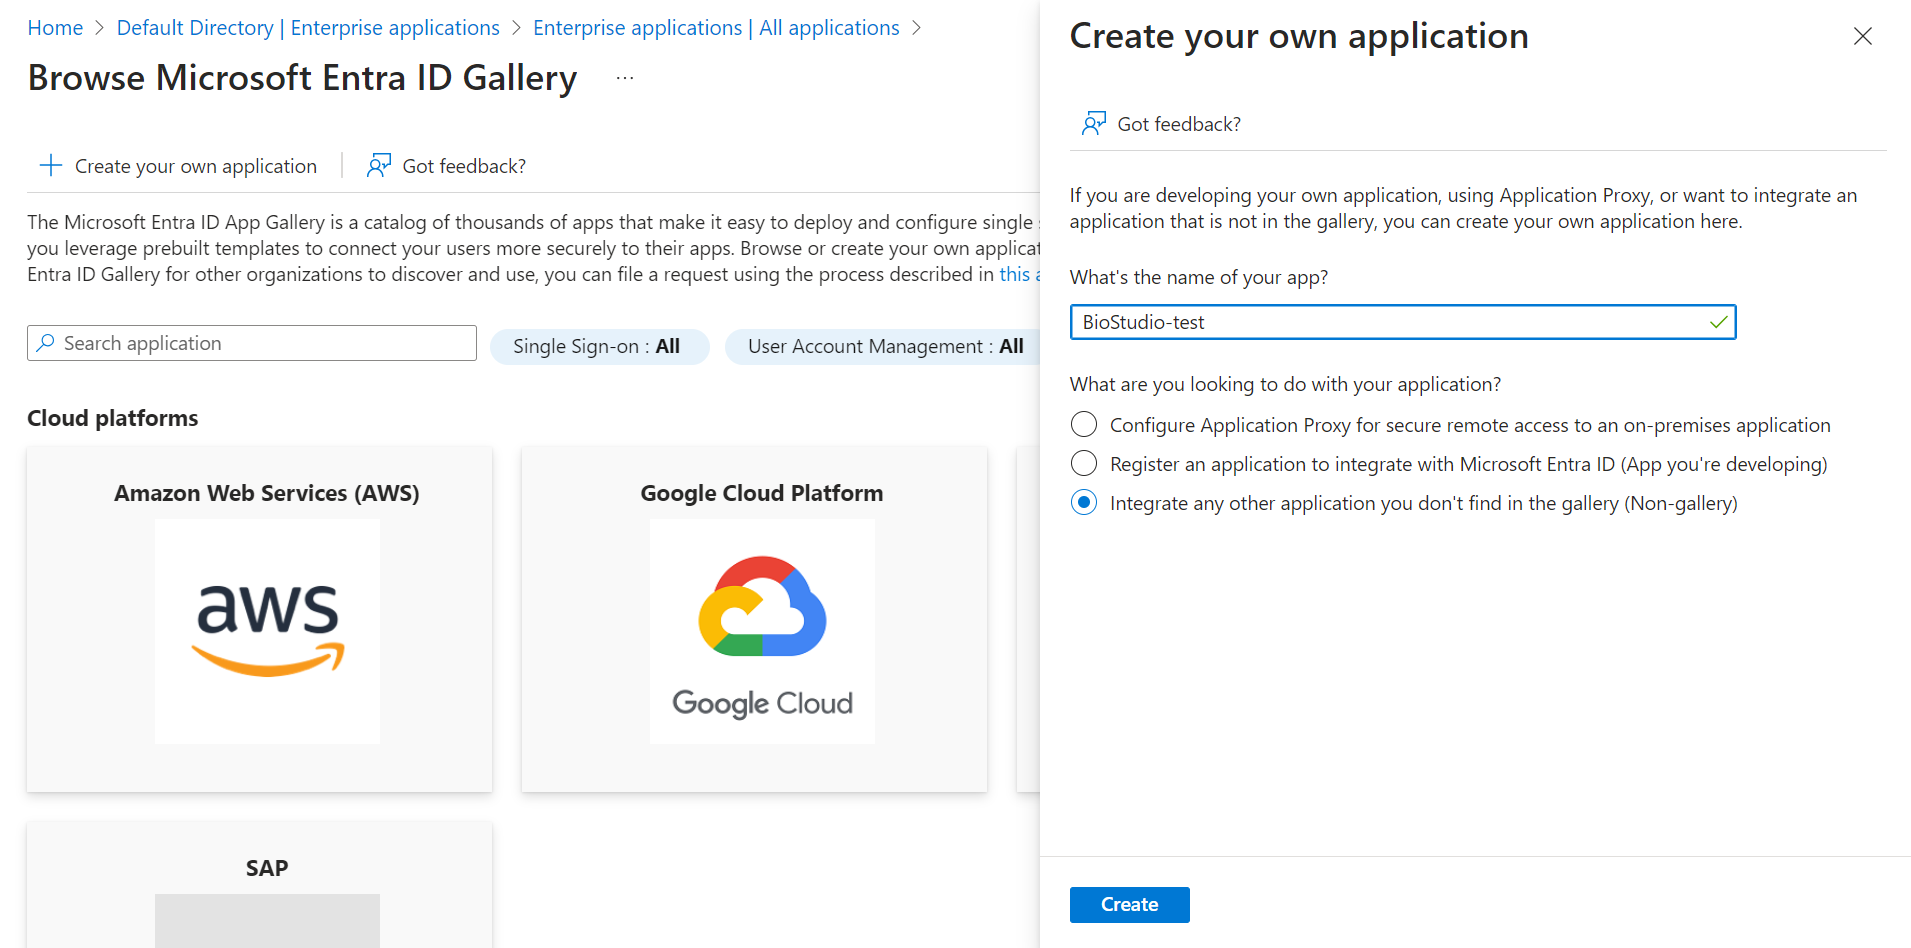 Home > Default Directory | Enterprise applications > Enterprise applications | All applications >
Browse Microsoft Entra ID Gallery ...
Create your own application | Got feedback?
The Microsoft Entra ID App Gallery is a catalog of thousands of apps that make it easy to deploy and configure single
you leverage prebuilt templates to connect your users more securely to their apps. Browse or create your own applicat
Entra ID Gallery for other organizations to discover and use, you can file a request using the process described in this a
Search application
Single Sign-on : All
User Account Management : All
Cloud platforms
Amazon Web Services (AWS)
aws
Google Cloud Platform
Google Cloud
SAP
Create your own application
Got feedback?
If you are developing your own application, using Application Proxy, or want to integrate an
application that is not in the gallery, you can create your own application here.
What's the name of your app?
BioStudio-test
What are you looking to do with your application?
Configure Application Proxy for secure remote access to an on-premises application
Register an application to integrate with Microsoft Entra ID (App you're developing)
Integrate any other application you don't find in the gallery (Non-gallery)
Create